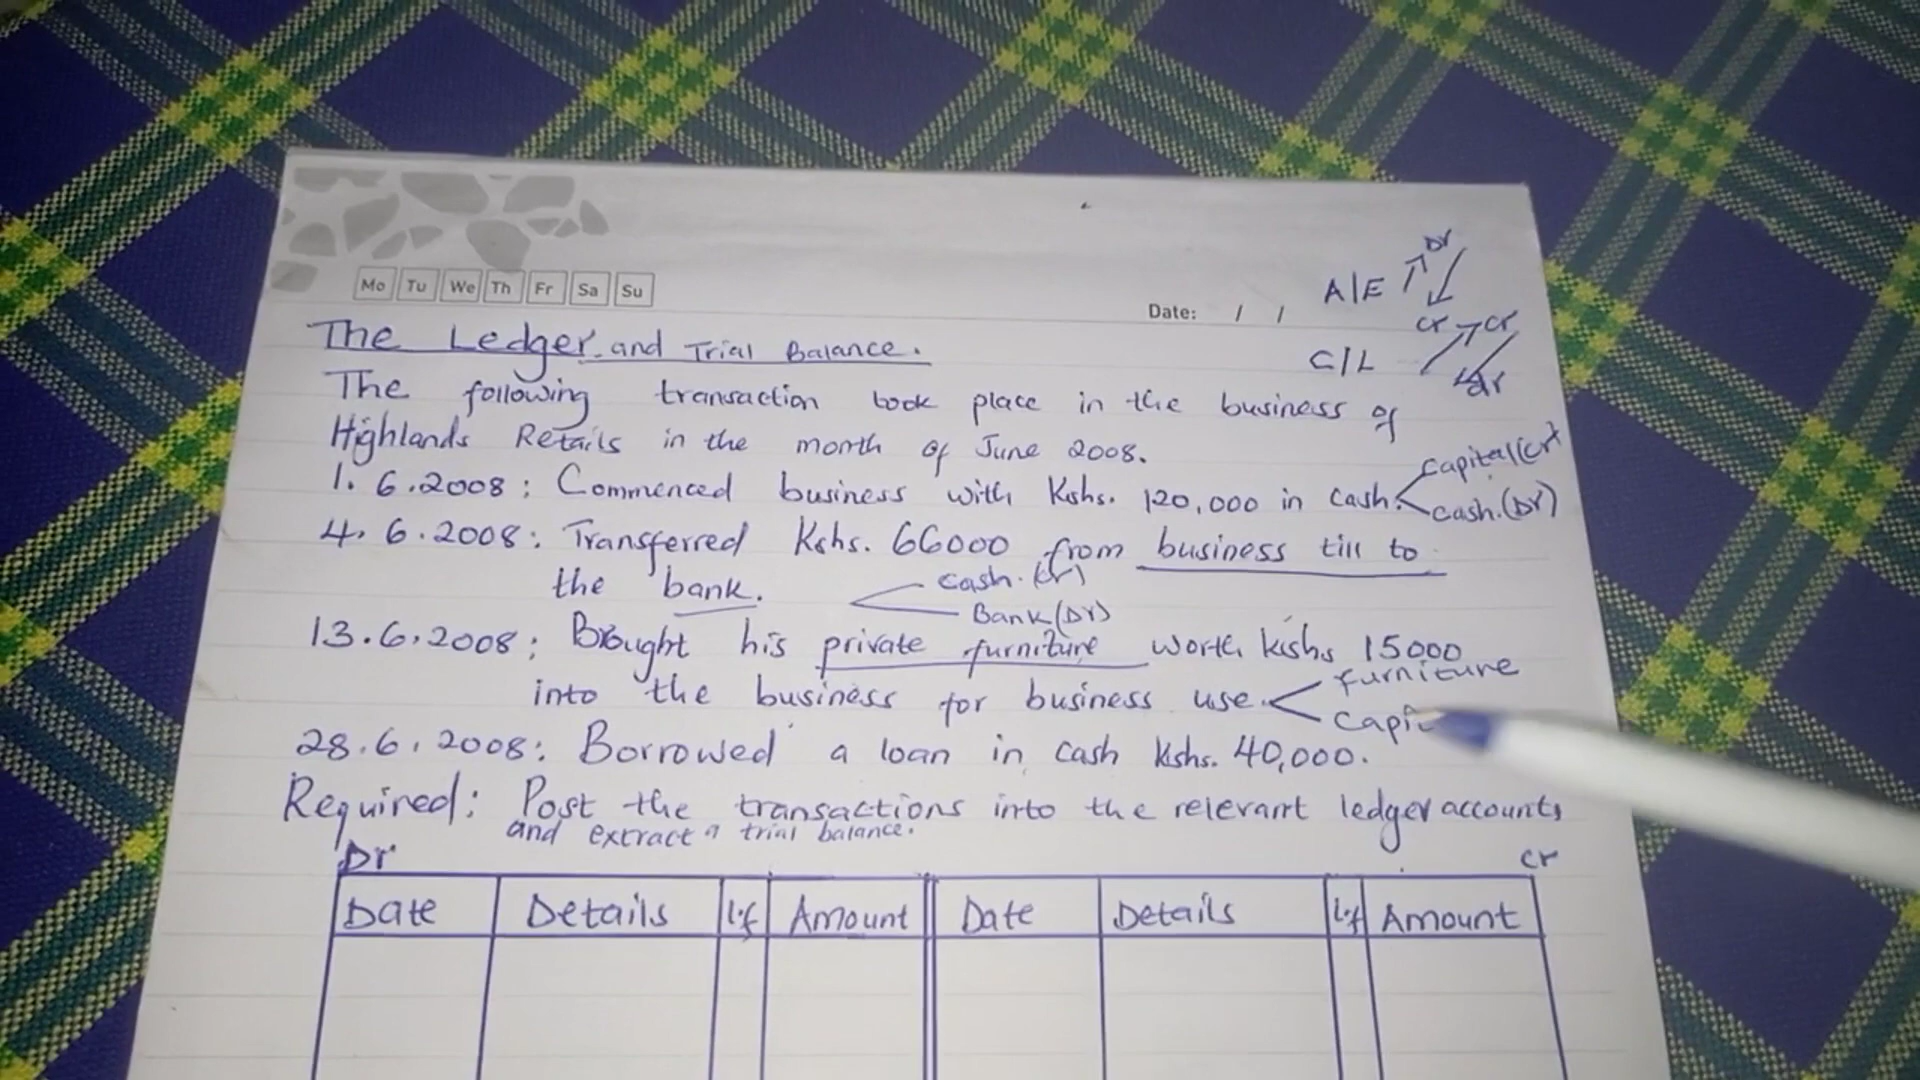 Mo Tu We Th Fr Sa Su
Date: / /
A/E Dr
cr
C/L cr
dr
The Ledger and Trial Balance.
The following transaction took place in the business of
Highlands Retails in the month of June 2008.
1. 6.2008: Commenced business with Kshs. 120,000 in cash. Capital(cr)
cash.(Dr)
4. 6.2008: Transferred Kshs. 66000 from business till to
the bank. cash. (cr)
Bank(Dr)
13.6.2008: Brought his private furniture worth kshs 15000
into the business for business use. furniture
28.6.2008: Borrowed a loan in cash Kshs. 40,000.
Required: Post the transactions into the relevant ledger accounts
and extract a trial balance.
Dr cr
Date Details l.f Amount Date Details l.f Amount